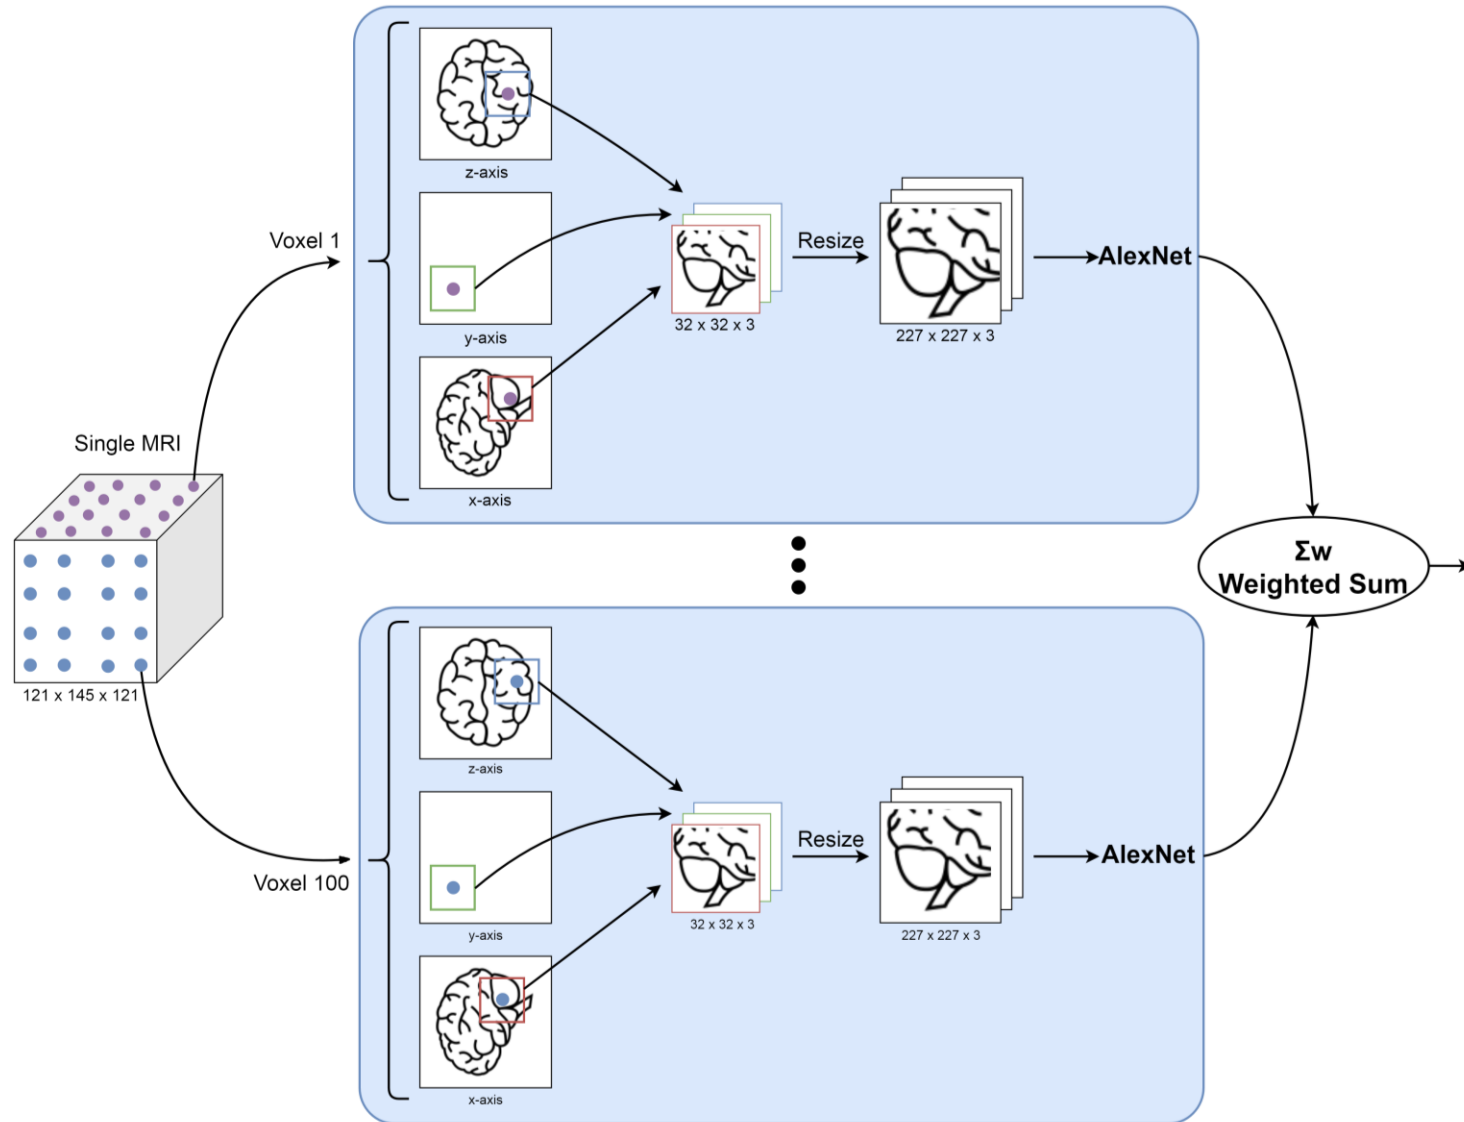 Single MRI
121 x 145 x 121
Voxel 1
z-axis
y-axis
x-axis
32 x 32 x 3
Resize
227 x 227 x 3
AlexNet
Voxel 100
z-axis
y-axis
x-axis
32 x 32 x 3
Resize
227 x 227 x 3
AlexNet
Σw
Weighted Sum